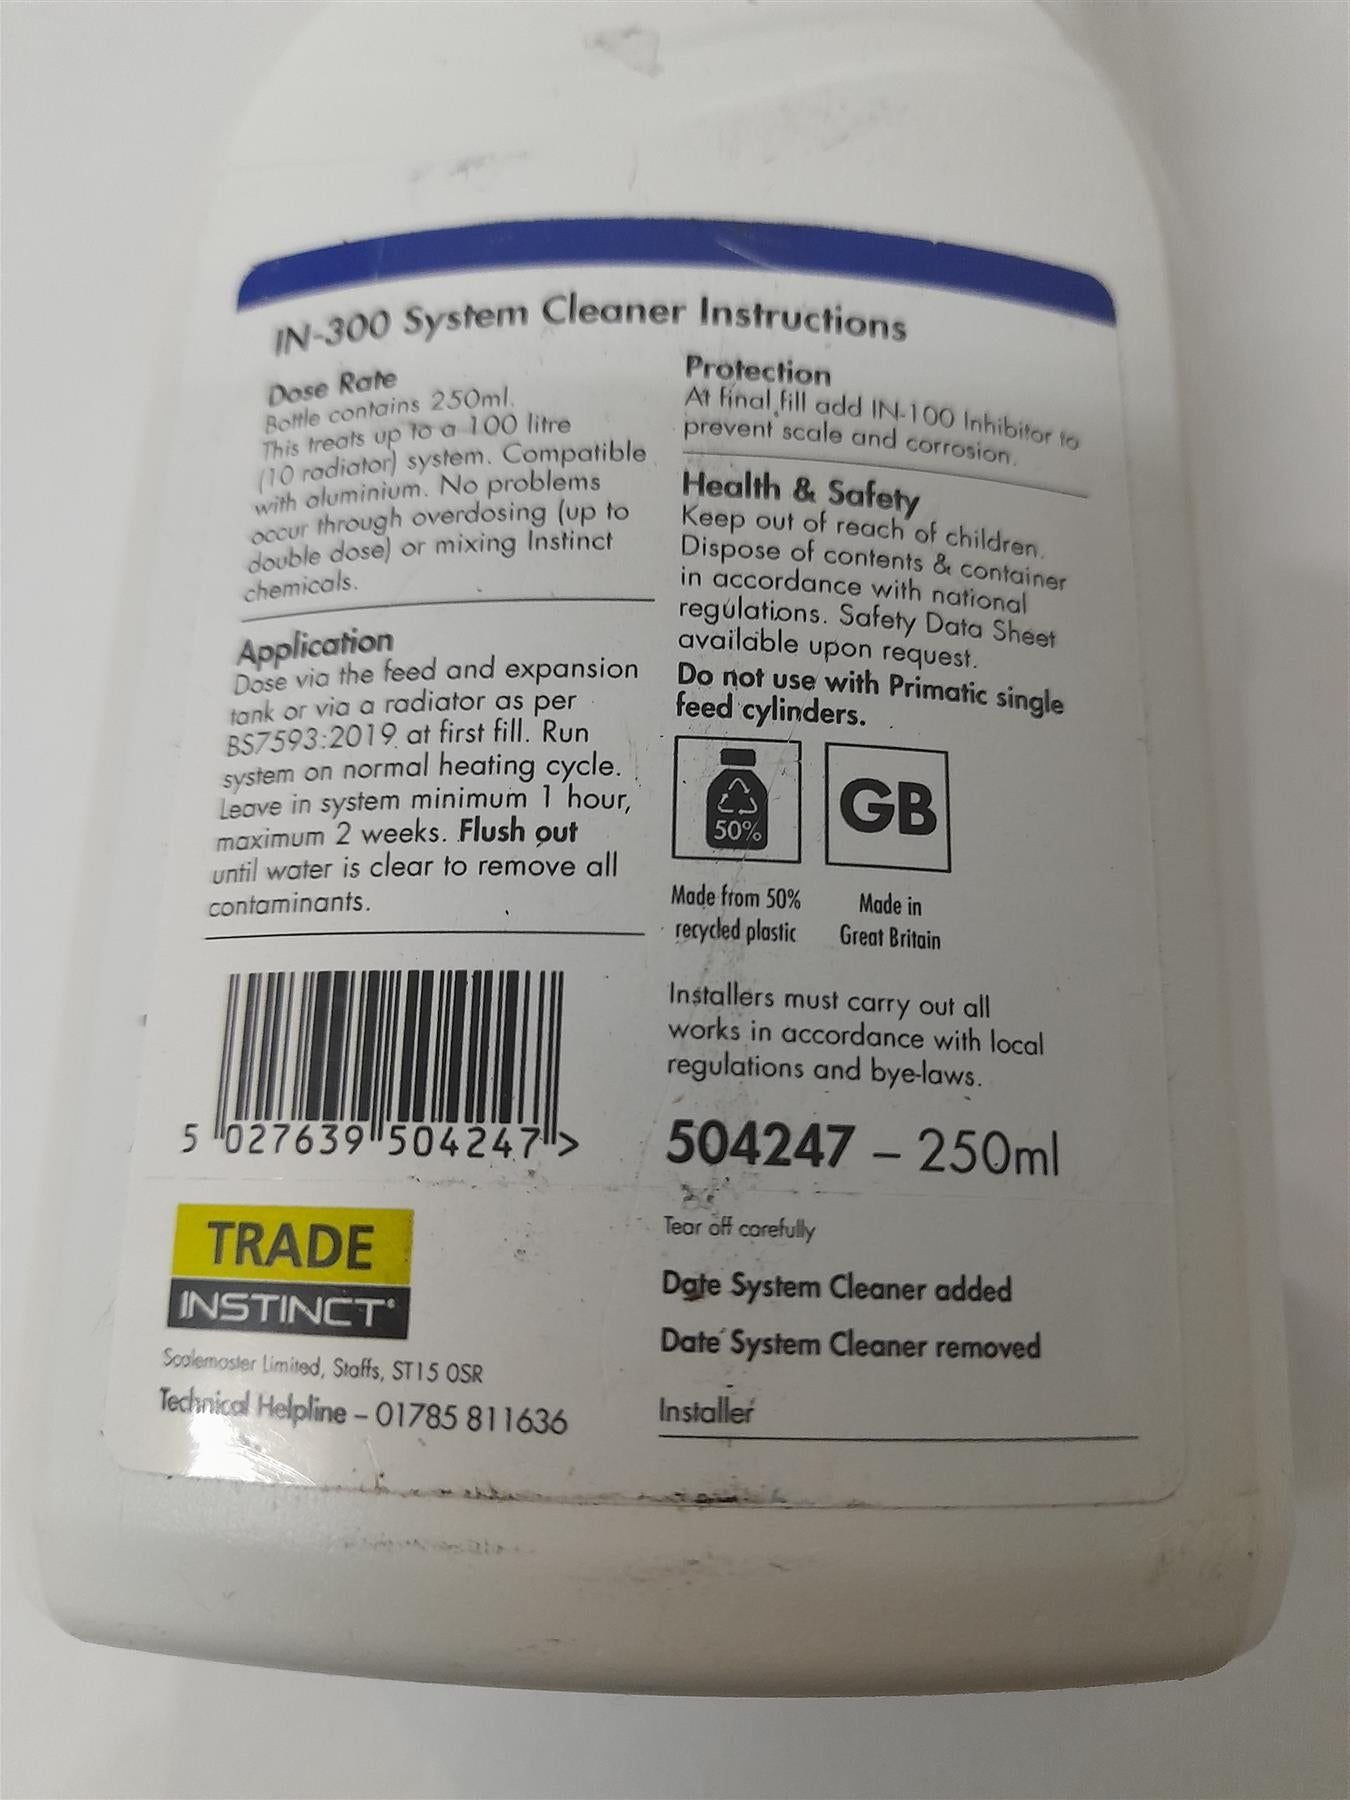 IN-300 System Cleaner Instructions
Dose Rate
Bottle contains 250ml.
This treats up to a 100 litre
(10 radiator) system. Compatible
with aluminium. No problems
occur through overdosing (up to
double dose) or mixing Instinct
chemicals.
Application
Dose via the feed and expansion
tank or via a radiator as per
BS7593:2019 at first fill. Run
system on normal heating cycle.
Leave in system minimum 1 hour,
maximum 2 weeks. Flush out
until water is clear to remove all
contaminants.
5 027639 504247 >
TRADE
INSTINCT®
Scalemaster Limited, Staffs, ST15 0SR
Technical Helpline – 01785 811636
Protection
At final fill add IN-100 Inhibitor to
prevent scale and corrosion.
Health & Safety
Keep out of reach of children.
Dispose of contents & container
in accordance with national
regulations. Safety Data Sheet
available upon request.
Do not use with Primatic single
feed cylinders.
50%
GB
Made from 50%
recycled plastic
Made in
Great Britain
Installers must carry out all
works in accordance with local
regulations and bye-laws.
504247 – 250ml
Tear off carefully
Date System Cleaner added
Date System Cleaner removed
Installer